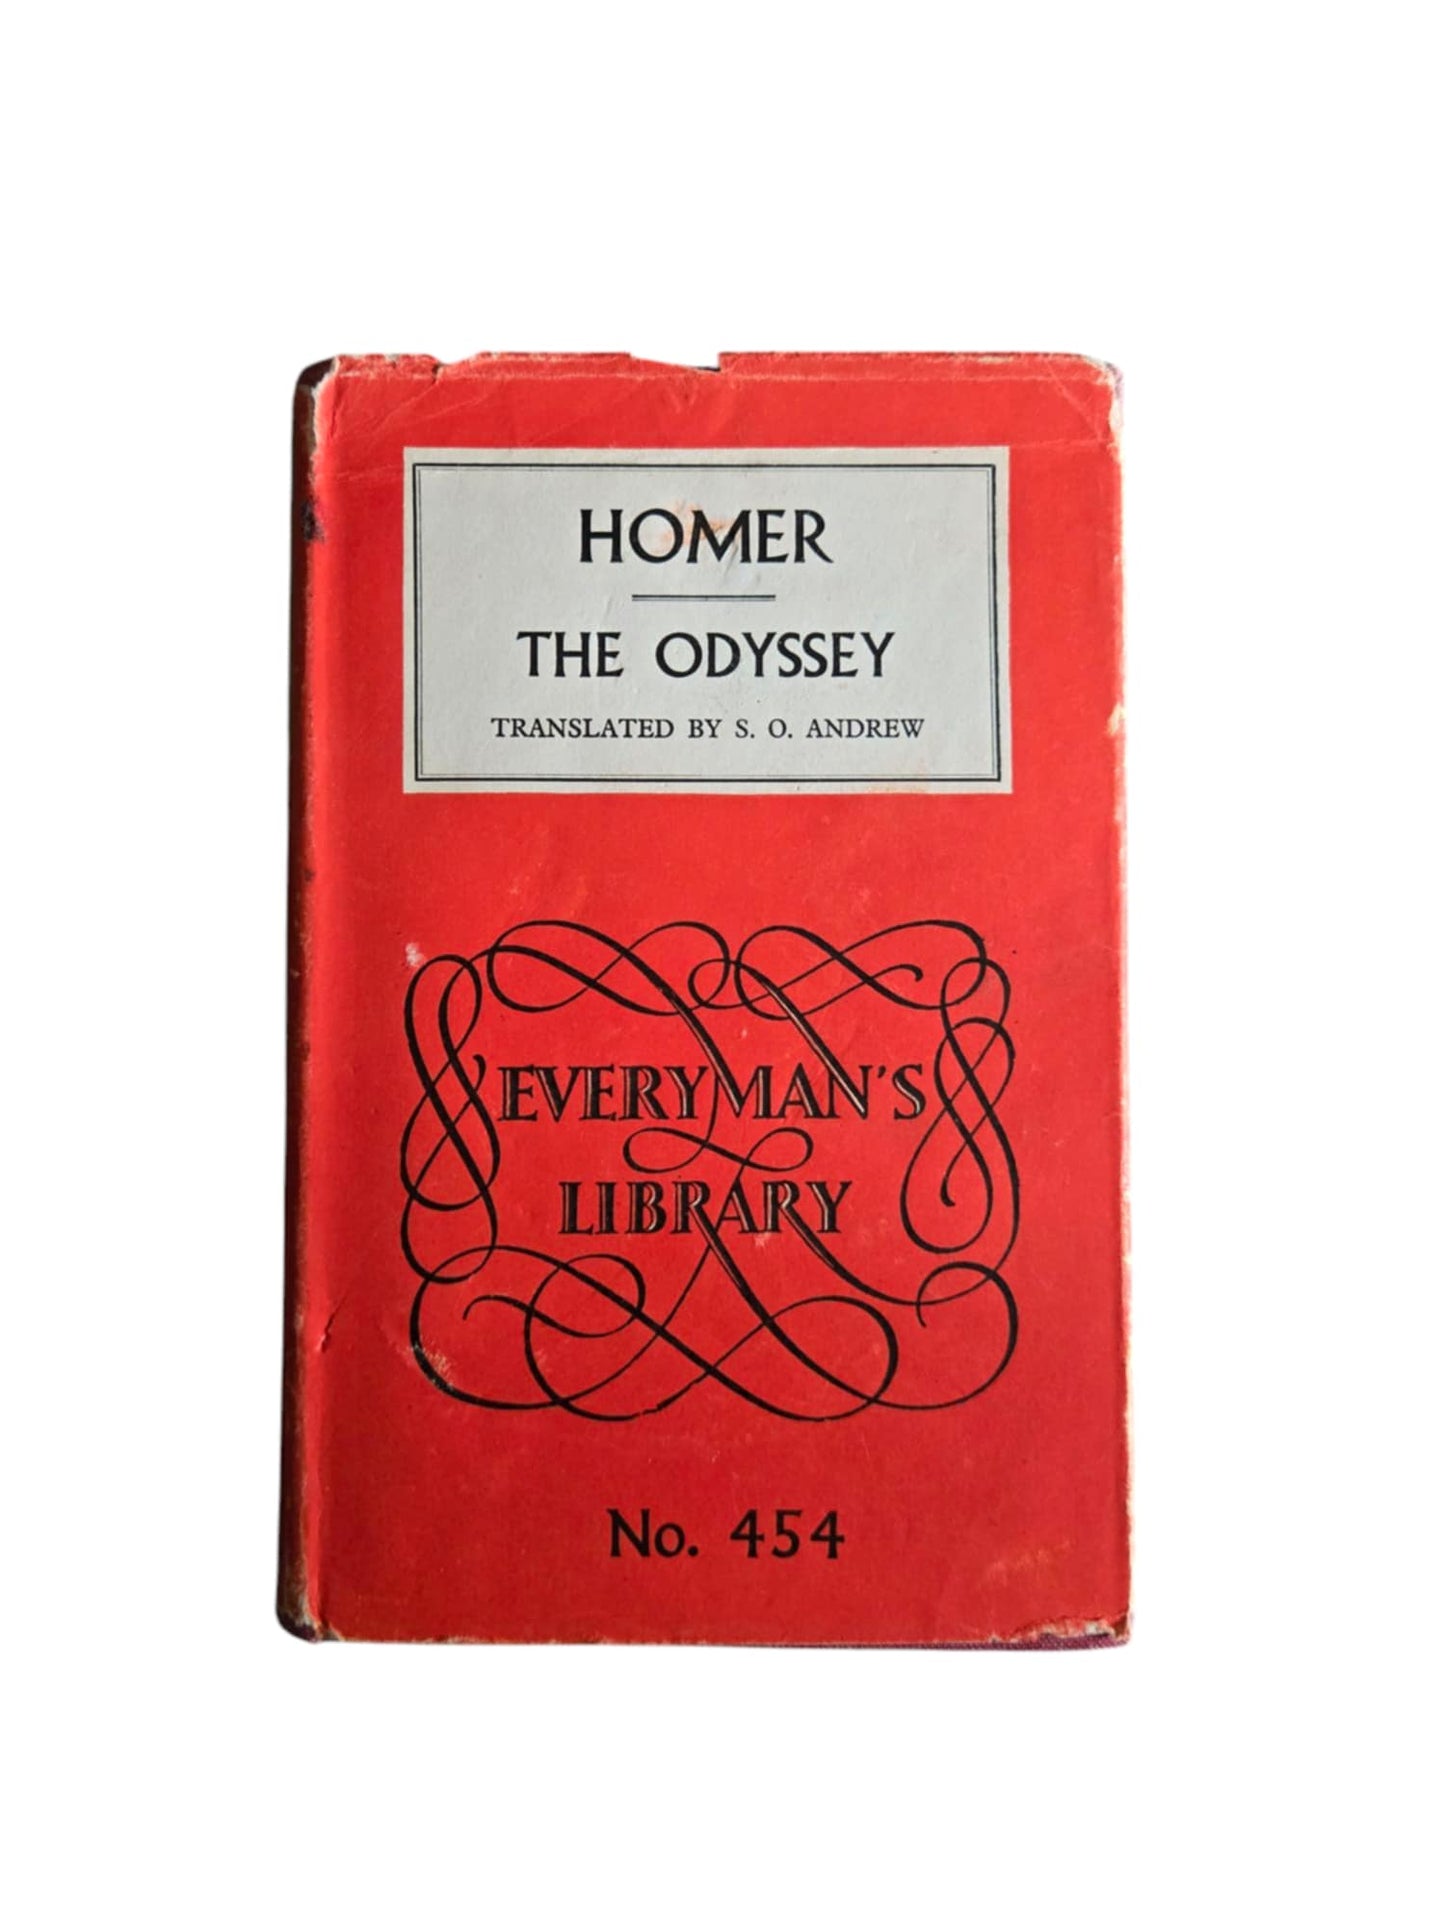 HOMER
THE ODYSSEY
TRANSLATED BY S. O. ANDREW
EVERYMAN'S
LIBRARY
No. 454